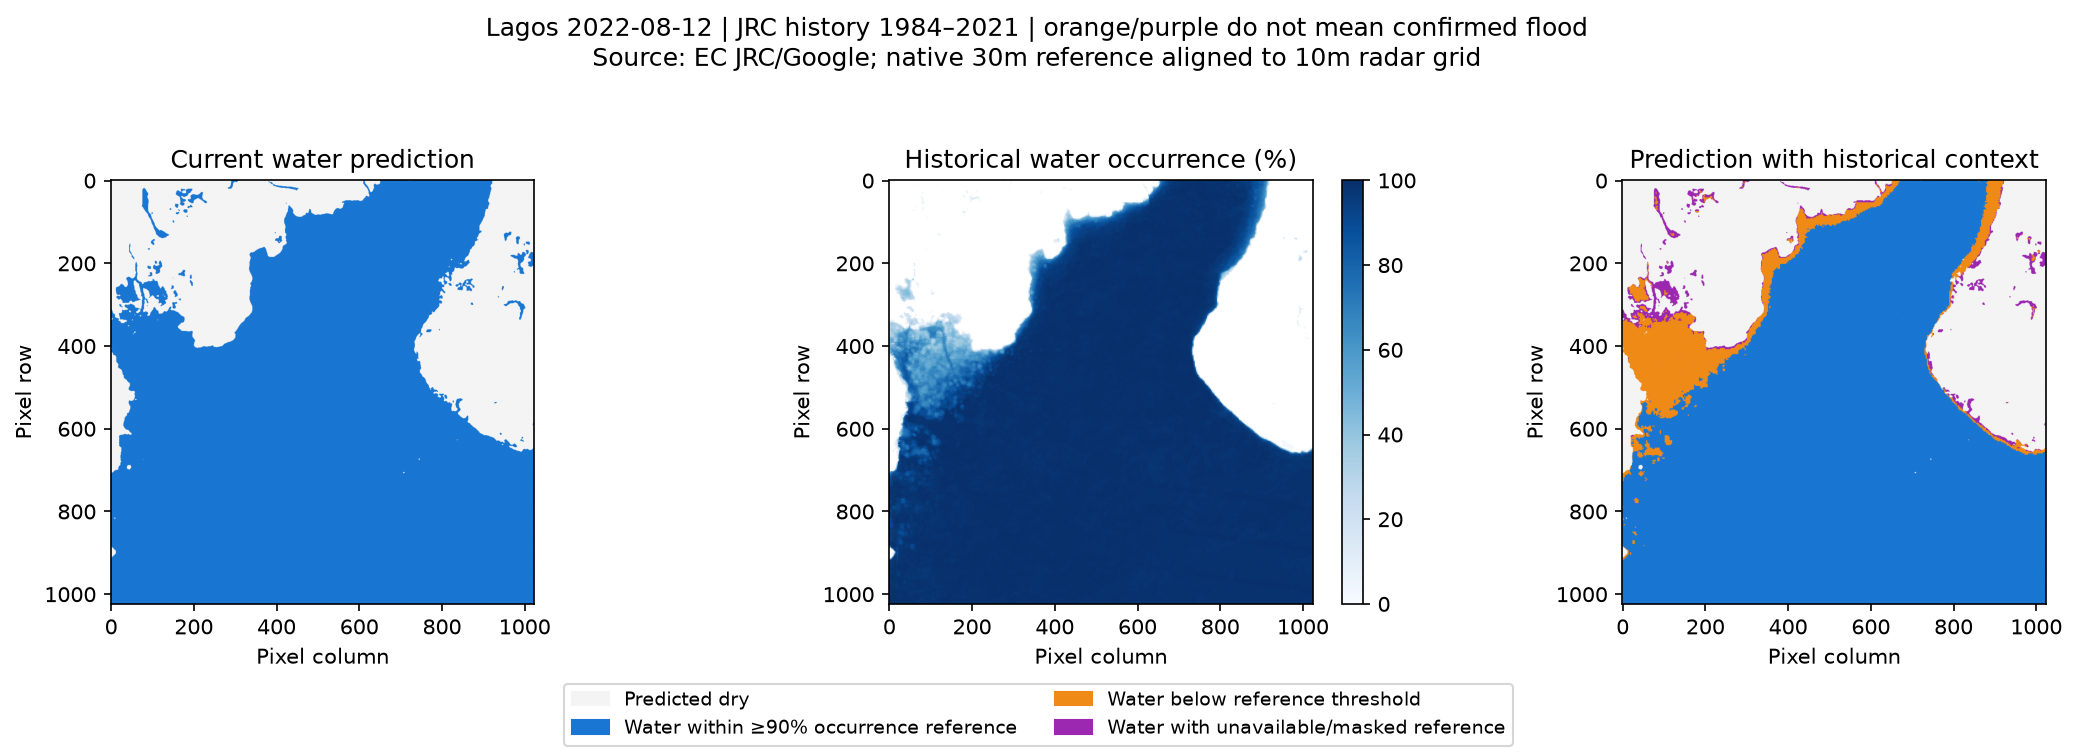 Lagos 2022-08-12 | JRC history 1984–2021 | orange/purple do not mean confirmed flood
Source: EC JRC/Google; native 30m reference aligned to 10m radar grid
Current water prediction
0
200
400
600
800
1000
Pixel row
0 200 400 600 800 1000
Pixel column
Historical water occurrence (%)
0
200
400
600
800
1000
Pixel row
0 200 400 600 800 1000
Pixel column
100
80
60
40
20
0
Prediction with historical context
0
200
400
600
800
1000
Pixel row
0 200 400 600 800 1000
Pixel column
Predicted dry
Water within ≥90% occurrence reference
Water below reference threshold
Water with unavailable/masked reference